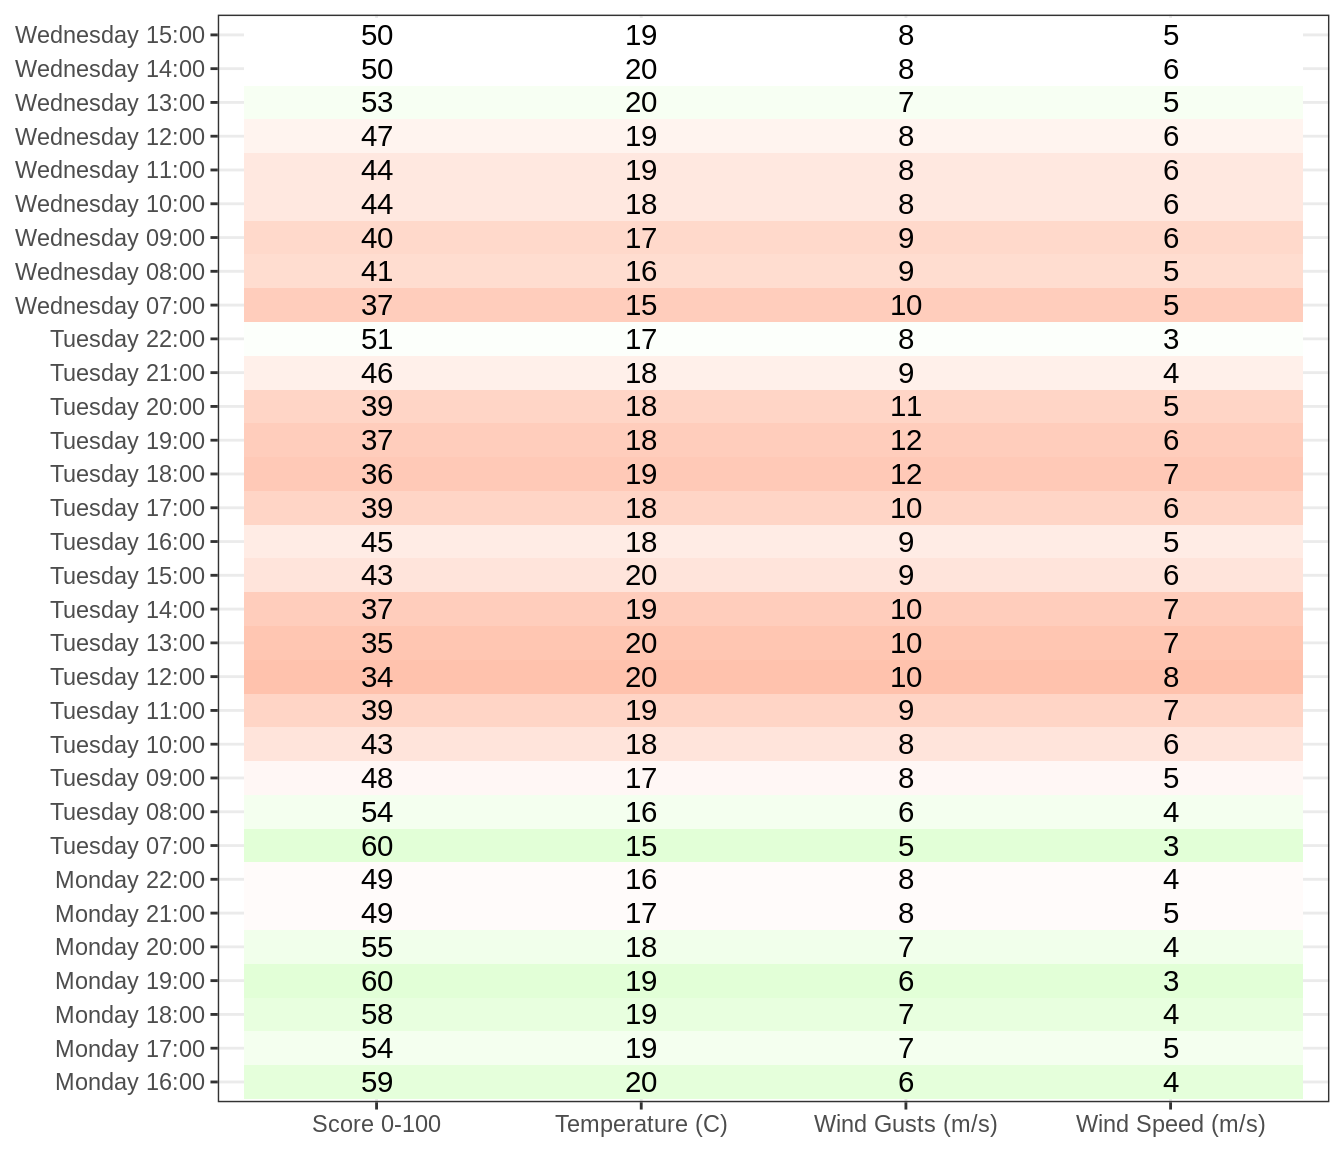 Wednesday 15:00 50 19 8 5
Wednesday 14:00 50 20 8 6
Wednesday 13:00 53 20 7 5
Wednesday 12:00 47 19 8 6
Wednesday 11:00 44 19 8 6
Wednesday 10:00 44 18 8 6
Wednesday 09:00 40 17 9 6
Wednesday 08:00 41 16 9 5
Wednesday 07:00 37 15 10 5
Tuesday 22:00 51 17 8 3
Tuesday 21:00 46 18 9 4
Tuesday 20:00 39 18 11 5
Tuesday 19:00 37 18 12 6
Tuesday 18:00 36 19 12 7
Tuesday 17:00 39 18 10 6
Tuesday 16:00 45 18 9 5
Tuesday 15:00 43 20 9 6
Tuesday 14:00 37 19 10 7
Tuesday 13:00 35 20 10 7
Tuesday 12:00 34 20 10 8
Tuesday 11:00 39 19 9 7
Tuesday 10:00 43 18 8 6
Tuesday 09:00 48 17 8 5
Tuesday 08:00 54 16 6 4
Tuesday 07:00 60 15 5 3
Monday 22:00 49 16 8 4
Monday 21:00 49 17 8 5
Monday 20:00 55 18 7 4
Monday 19:00 60 19 6 3
Monday 18:00 58 19 7 4
Monday 17:00 54 19 7 5
Monday 16:00 59 20 6 4
Score 0-100 Temperature (C) Wind Gusts (m/s) Wind Speed (m/s)